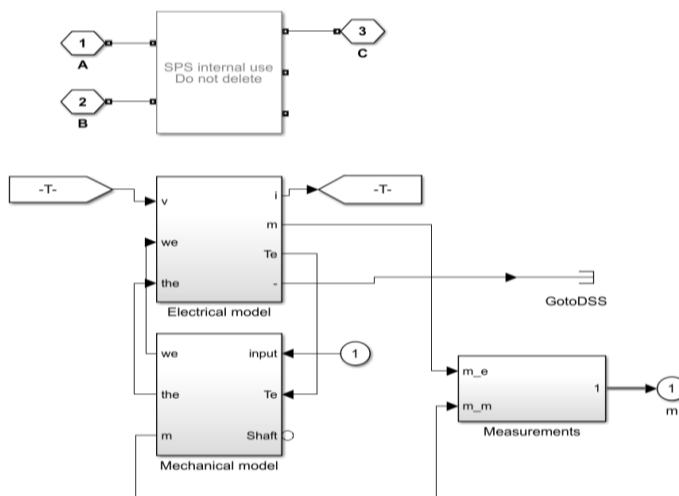 1
A
2
B
SPS internal use
Do not delete
3
C
-T-
v
we
the
i
m
Te
-
Electrical model
-T-
GotoDSS
we
the
m
input
Te
Shaft
Mechanical model
1
m_e
m_m
1
Measurements
1
m